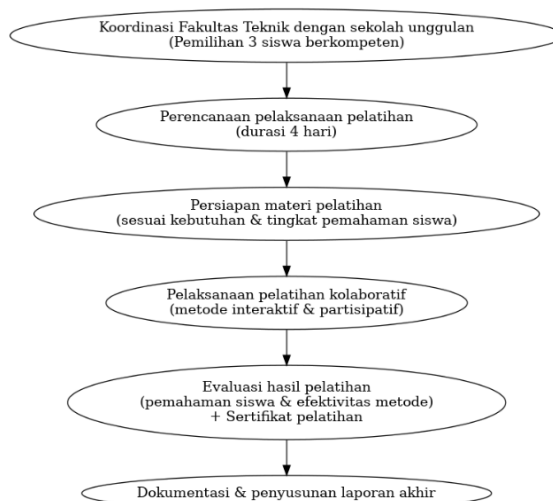 Koordinasi Fakultas Teknik dengan sekolah unggulan
(Pemilihan 3 siswa berkompeten)
Perencanaan pelaksanaan pelatihan
(durasi 4 hari)
Persiapan materi pelatihan
(sesuai kebutuhan & tingkat pemahaman siswa)
Pelaksanaan pelatihan kolaboratif
(metode interaktif & partisipatif)
Evaluasi hasil pelatihan
(pemahaman siswa & efektivitas metode)
+ Sertifikat pelatihan
Dokumentasi & penyusunan laporan akhir